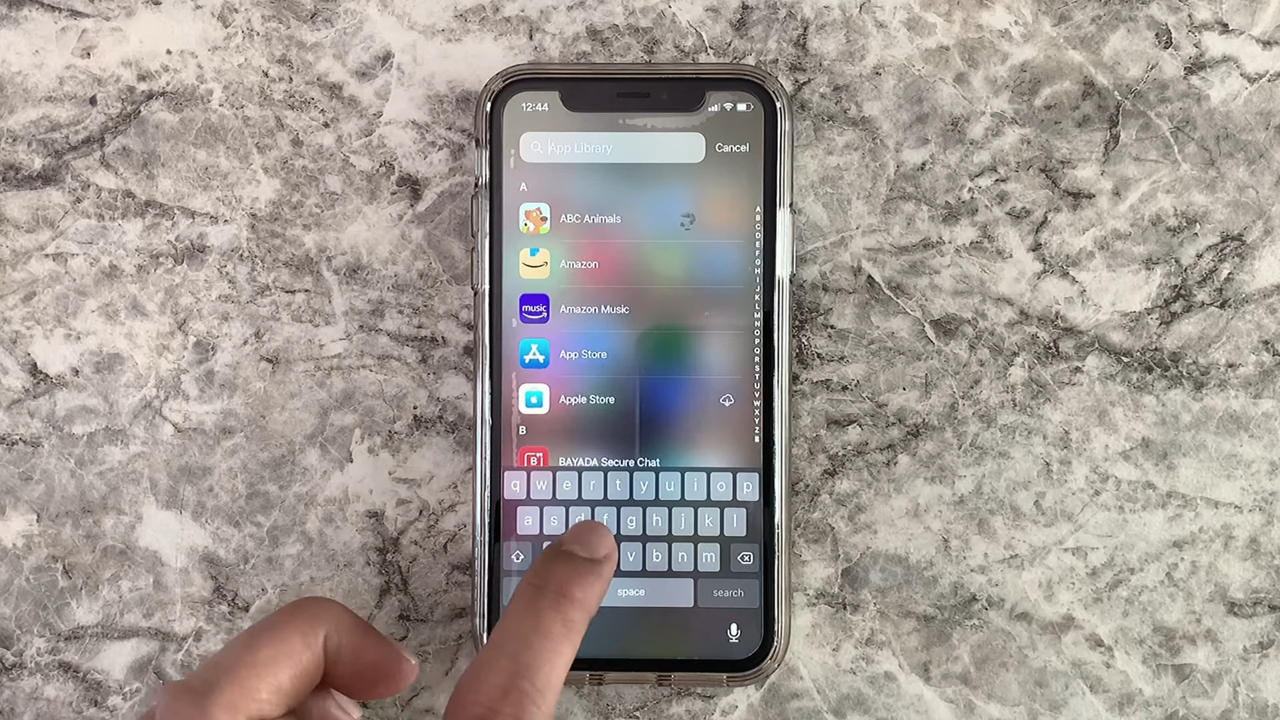 12:44
App Library
Cancel
A
ABC Animals
Amazon
music
Amazon Music
App Store
Apple Store
B
B
BAYADA Secure Chat
A
B
C
D
E
F
G
H
I
J
K
L
M
N
O
P
Q
R
S
T
U
V
W
X
Y
Z
#
q w e r t y u i o p
a s d f g h j k l
v b n m
space
search